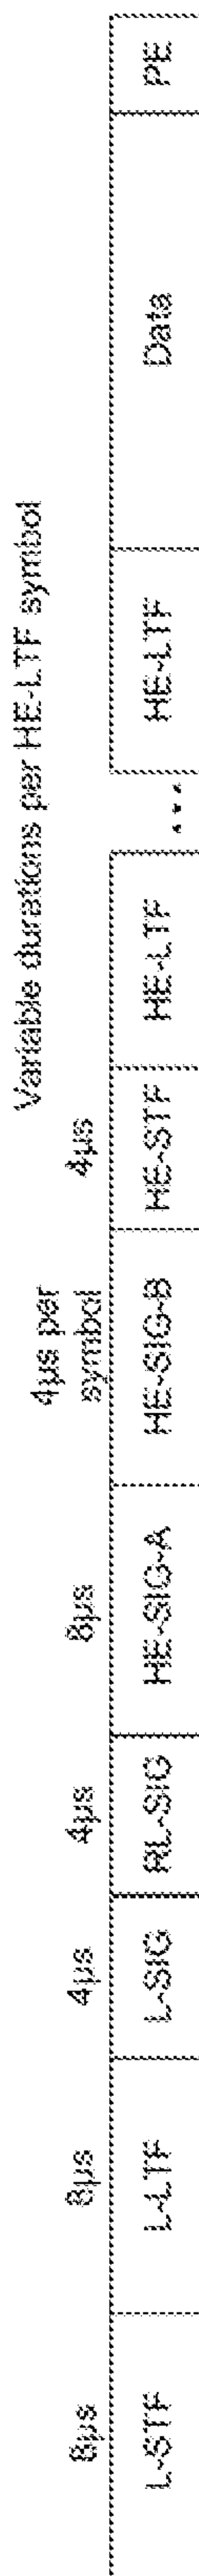 8µs 8µs 4µs 4µs 8µs 4µs per symbol 4µs Variable durations per HE-LTF symbol
L-STF L-LTF L-SIG RL-SIG HE-SIG-A HE-SIG-B HE-STF HE-LTF ... HE-LTF Data PE